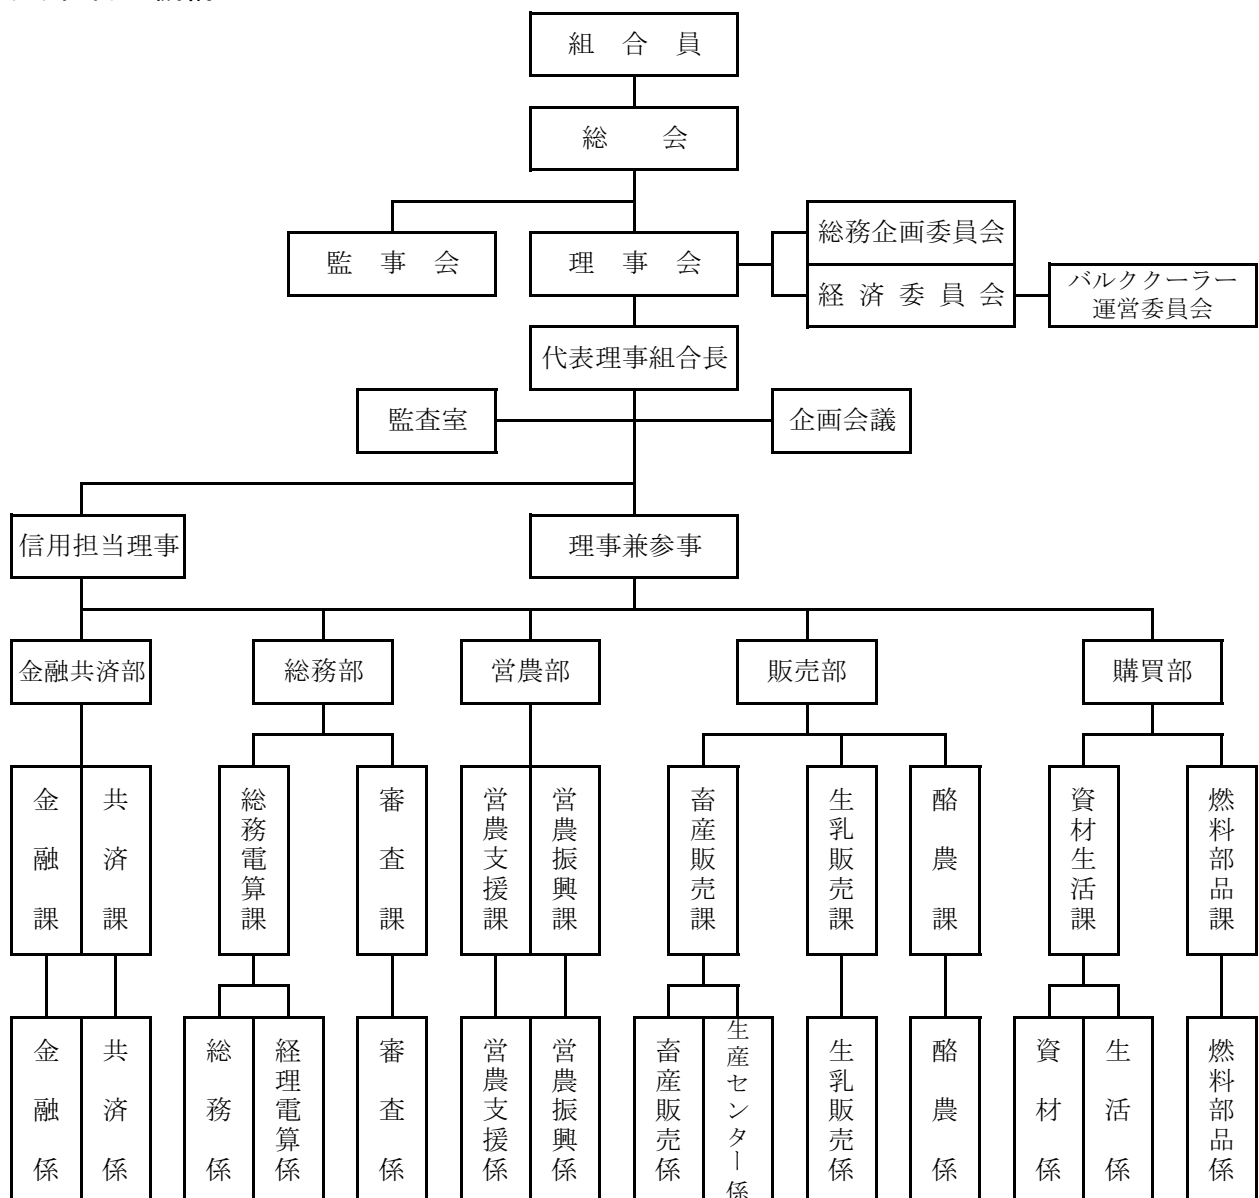 組合員
総会
監事会
理事会
総務企画委員会
経済委員会
バルククーラー
運営委員会
代表理事組合長
監査室
企画会議
信用担当理事
理事兼参事
金融共済部
総務部
営農部
販売部
購買部
金融課
共済課
総務電算課
審査課
営農支援課
営農振興課
畜産販売課
生乳販売課
酪農課
資材生活課
燃料部品課
金融係
共済係
総務係
経理電算係
審査係
営農支援係
営農振興係
畜産販売係
生産センター係
生乳販売係
酪農係
資材係
生活係
燃料部品係